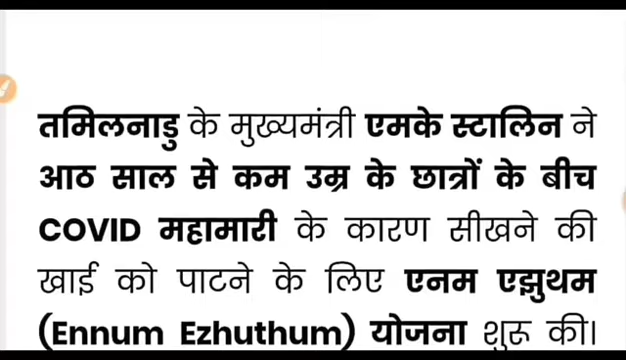 तमिलनाडु के मुख्यमंत्री एमके स्टालिन ने
आठ साल से कम उम्र के छात्रों के बीच
COVID महामारी के कारण सीखने की
खाई को पाटने के लिए एनम एझुथम
(Ennum Ezhuthum) योजना शुरू की।